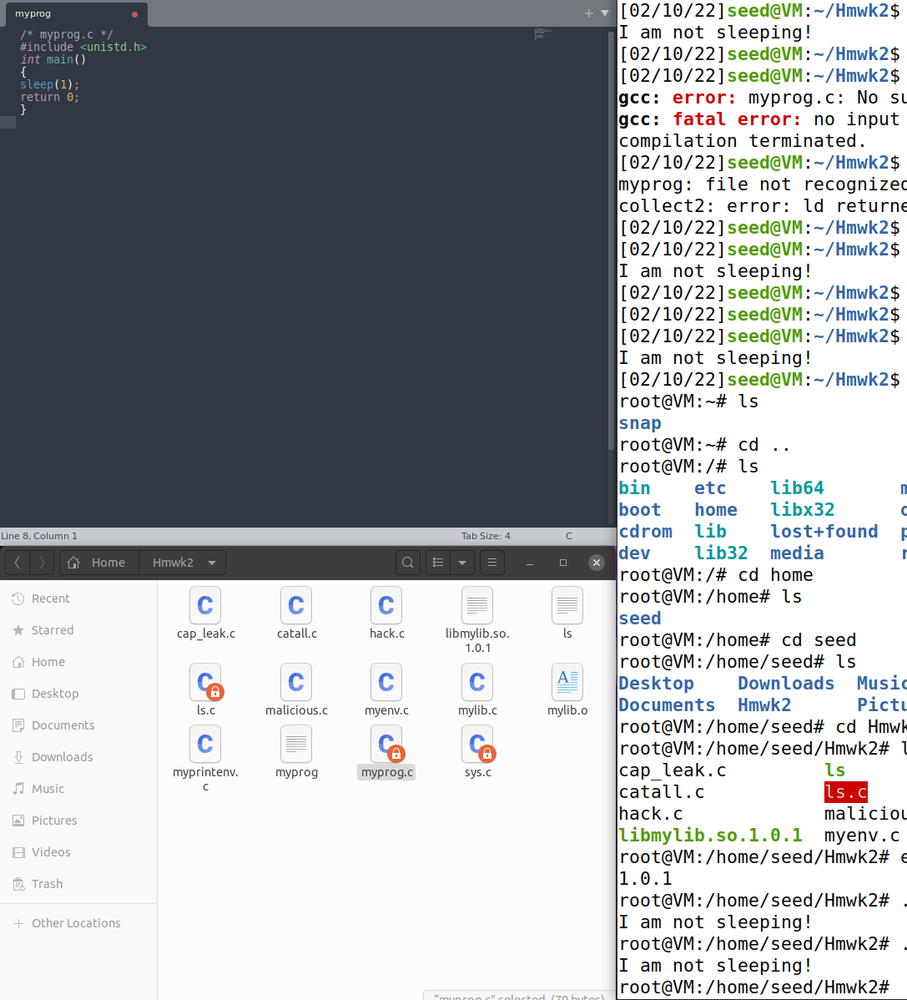 myprog
/* myprog.c */
#include <unistd.h>
int main()
{
sleep(1);
return 0;
}
Line 8, Column 1
Tab Size: 4
C
Home
Hmwk2
Recent
Starred
Home
Desktop
Documents
Downloads
Music
Pictures
Videos
Trash
Other Locations
cap_leak.c
catall.c
hack.c
libmylib.so.
1.0.1
ls
ls.c
malicious.c
myenv.c
mylib.c
mylib.o
myprintenv.
c
myprog
myprog.c
sys.c
"myprog.c" selected (70 bytes)
[02/10/22]seed@VM:~/Hmwk2$
I am not sleeping!
[02/10/22]seed@VM:~/Hmwk2$
[02/10/22]seed@VM:~/Hmwk2$
gcc: error: myprog.c: No su
gcc: fatal error: no input
compilation terminated.
[02/10/22]seed@VM:~/Hmwk2$
myprog: file not recognized
collect2: error: ld returne
[02/10/22]seed@VM:~/Hmwk2$
[02/10/22]seed@VM:~/Hmwk2$
I am not sleeping!
[02/10/22]seed@VM:~/Hmwk2$
[02/10/22]seed@VM:~/Hmwk2$
[02/10/22]seed@VM:~/Hmwk2$
I am not sleeping!
[02/10/22]seed@VM:~/Hmwk2$
root@VM:~# ls
snap
root@VM:~# cd ..
root@VM:/# ls
bin etc lib64
boot home libx32
cdrom lib lost+found p
dev lib32 media
root@VM:/# cd home
root@VM:/home# ls
seed
root@VM:/home# cd seed
root@VM:/home/seed# ls
Desktop Downloads Music
Documents Hmwk2 Pictu
root@VM:/home/seed# cd Hmwk
root@VM:/home/seed/Hmwk2# l
cap_leak.c ls
catall.c ls.c
hack.c maliciou
libmylib.so.1.0.1 myenv.c
root@VM:/home/seed/Hmwk2# e
1.0.1
root@VM:/home/seed/Hmwk2# .
I am not sleeping!
root@VM:/home/seed/Hmwk2# .
I am not sleeping!
root@VM:/home/seed/Hmwk2#